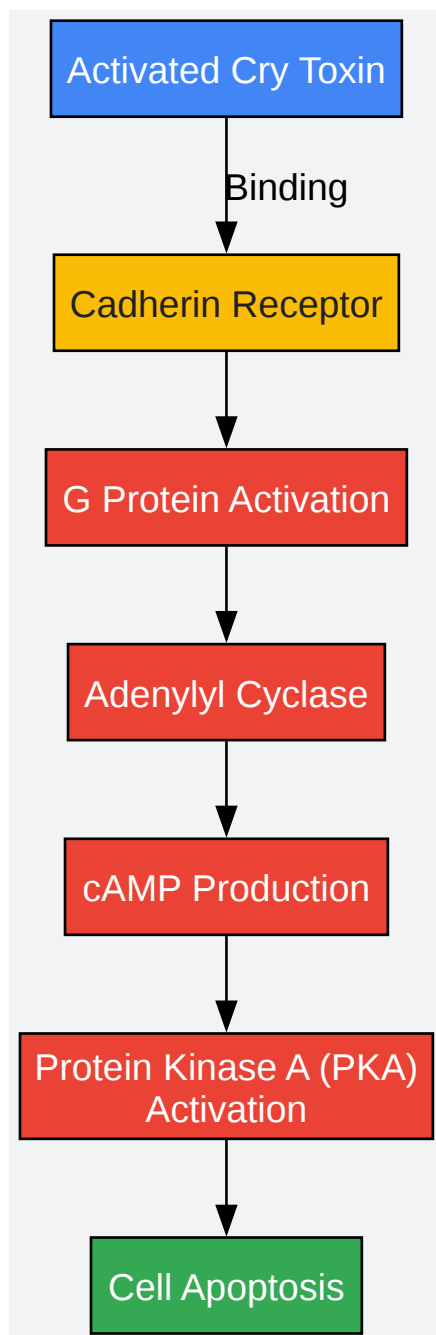 Activated Cry Toxin
Binding
Cadherin Receptor
G Protein Activation
Adenylyl Cyclase
cAMP Production
Protein Kinase A (PKA)
Activation
Cell Apoptosis